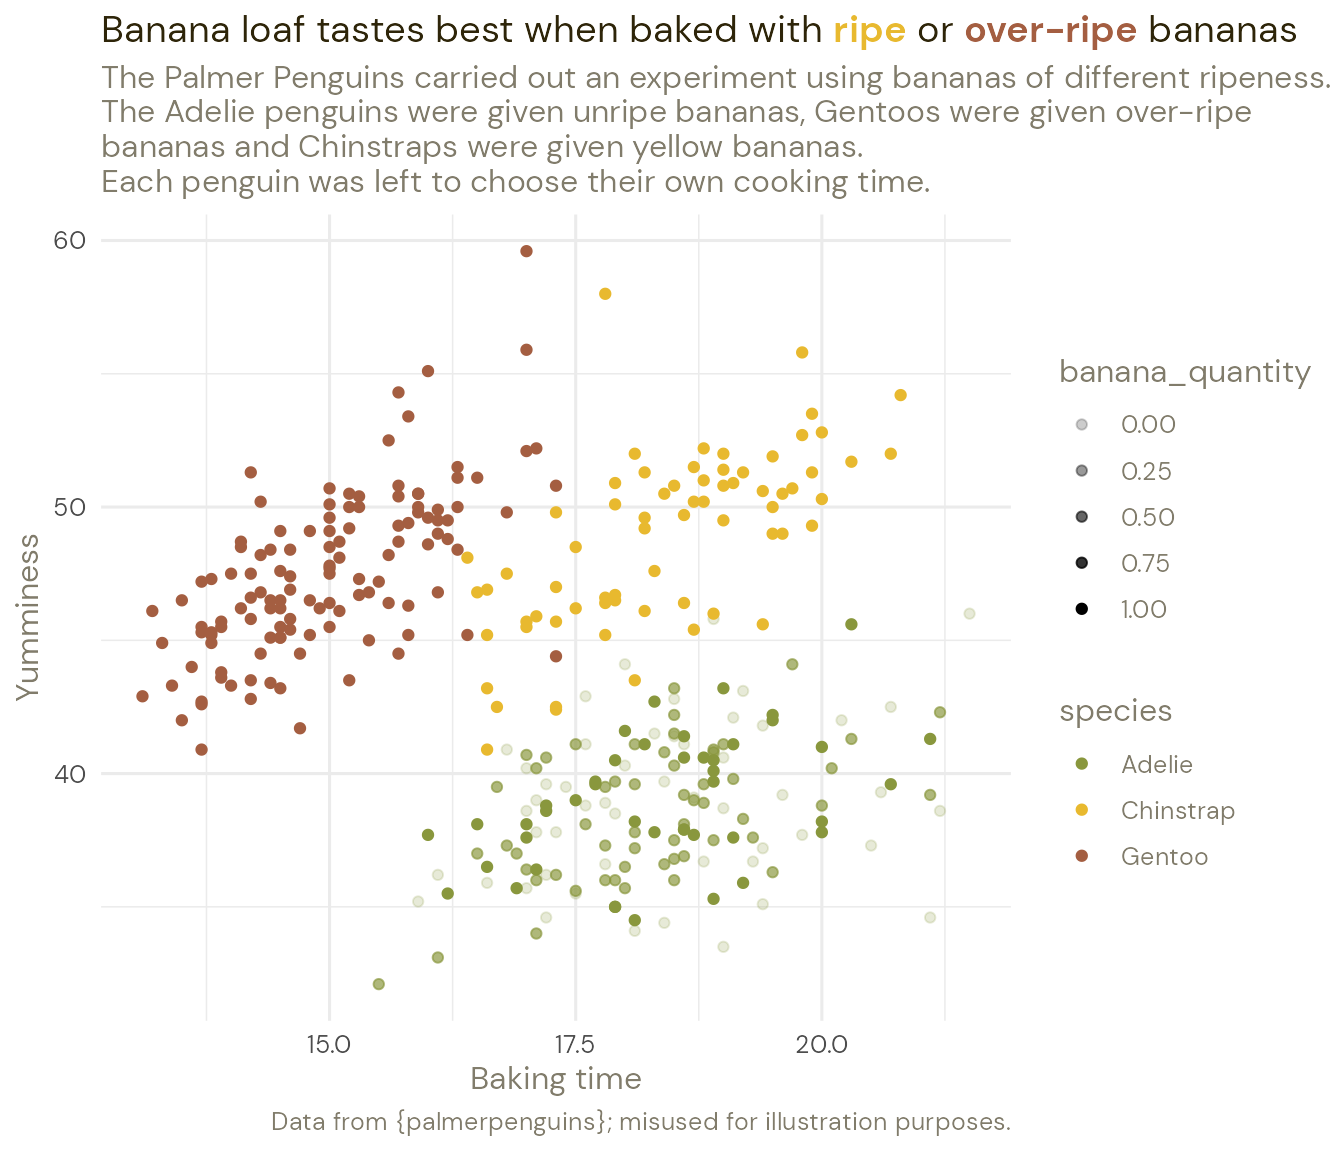 Banana loaf tastes best when baked with ripe or over-ripe bananas
The Palmer Penguins carried out an experiment using bananas of different ripeness.
The Adelie penguins were given unripe bananas, Gentoos were given over-ripe
bananas and Chinstraps were given yellow bananas.
Each penguin was left to choose their own cooking time.
60
50
40
Yumminess
15.0
17.5
20.0
Baking time
banana_quantity
0.00
0.25
0.50
0.75
1.00
species
Adelie
Chinstrap
Gentoo
Data from {palmerpenguins}; misused for illustration purposes.